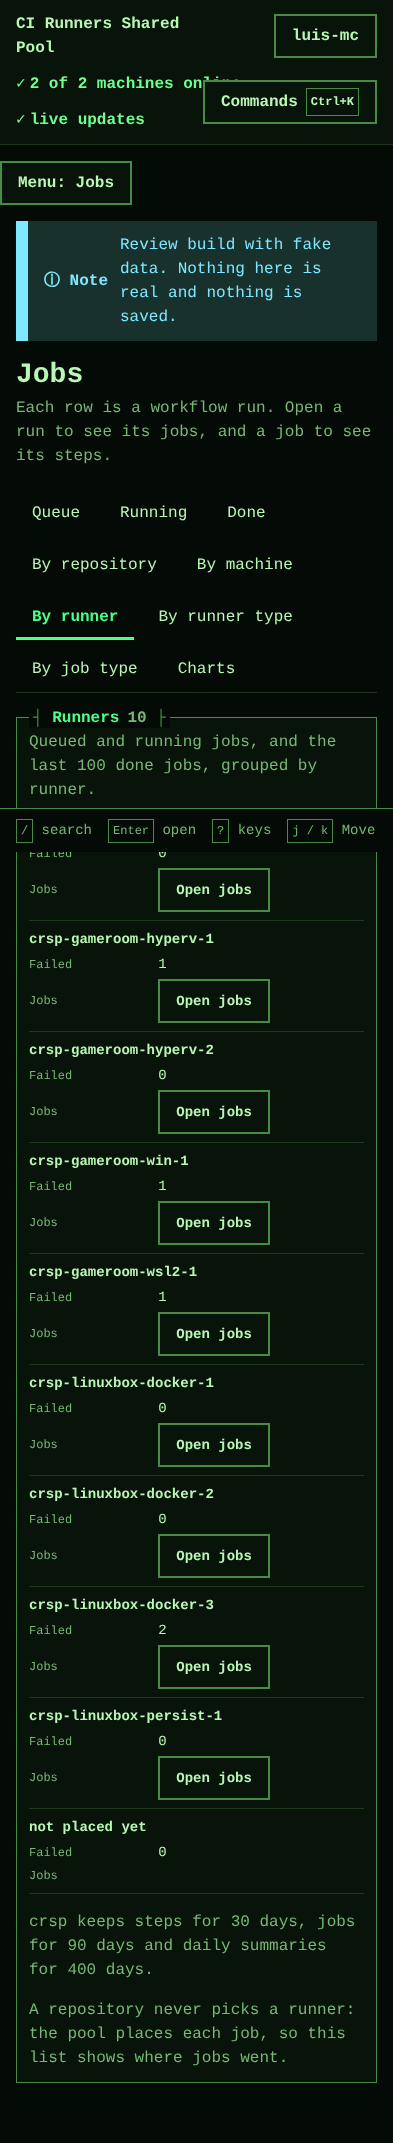 CI Runners Shared
Pool
luis-mc
✓ 2 of 2 machines online
Commands Ctrl+K
✓ live updates
Menu: Jobs
ⓘ Note
Review build with fake
data. Nothing here is
real and nothing is
saved.
Jobs
Each row is a workflow run. Open a
run to see its jobs, and a job to see
its steps.
Queue Running Done
By repository By machine
By runner By runner type
By job type Charts
Runners 10
Queued and running jobs, and the
last 100 done jobs, grouped by
runner.
/ search Enter open ? keys j / k Move
Failed 0
Jobs Open jobs
crsp-gameroom-hyperv-1
Failed 1
Jobs Open jobs
crsp-gameroom-hyperv-2
Failed 0
Jobs Open jobs
crsp-gameroom-win-1
Failed 1
Jobs Open jobs
crsp-gameroom-wsl2-1
Failed 1
Jobs Open jobs
crsp-linuxbox-docker-1
Failed 0
Jobs Open jobs
crsp-linuxbox-docker-2
Failed 0
Jobs Open jobs
crsp-linuxbox-docker-3
Failed 2
Jobs Open jobs
crsp-linuxbox-persist-1
Failed 0
Jobs Open jobs
not placed yet
Failed 0
Jobs
crsp keeps steps for 30 days, jobs
for 90 days and daily summaries
for 400 days.
A repository never picks a runner:
the pool places each job, so this
list shows where jobs went.